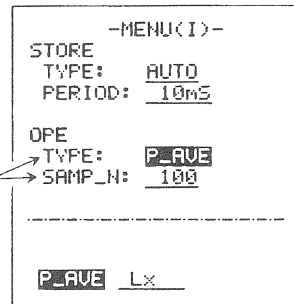 -MENU(I)-
STORE
TYPE: AUTO
PERIOD: 10mS
OPE
TYPE: P_AVE
SAMP_N: 100
P_AVE Lx